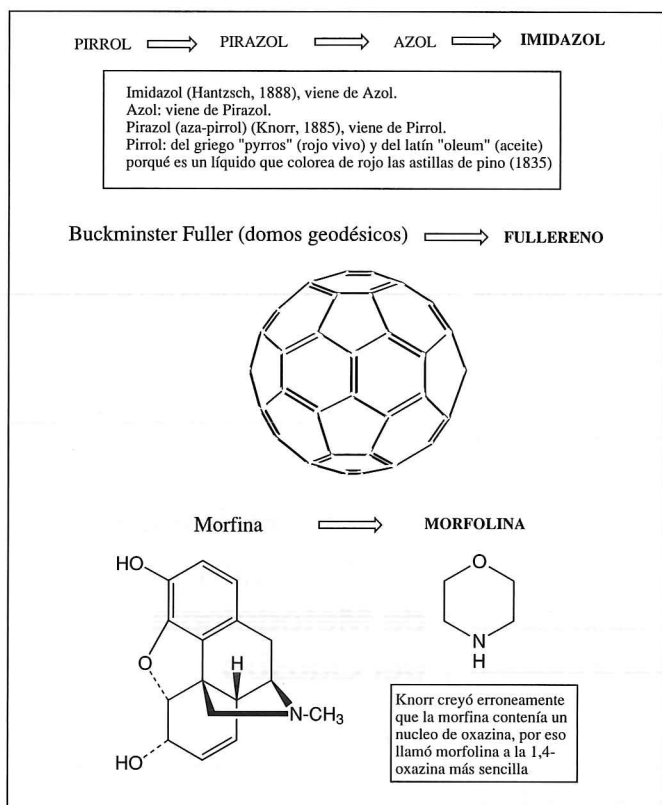 PIRROL PIRAZOL AZOL IMIDAZOL
Imidazol (Hantzsch, 1888), viene de Azol.
Azol: viene de Pirazol.
Pirazol (aza-pirrol) (Knorr, 1885), viene de Pirrol.
Pirrol: del griego "pyrros" (rojo vivo) y del latín "oleum" (aceite)
porqué es un líquido que colorea de rojo las astillas de pino (1835)
Buckminster Fuller (domos geodésicos) FULLERENO
Morfina MORFOLINA
HO
O
H
N-CH3
HO
O
N
H
Knorr creyó erroneamente
que la morfina contenía un
nucleo de oxazina, por eso
llamó morfolina a la 1,4-
oxazina más sencilla